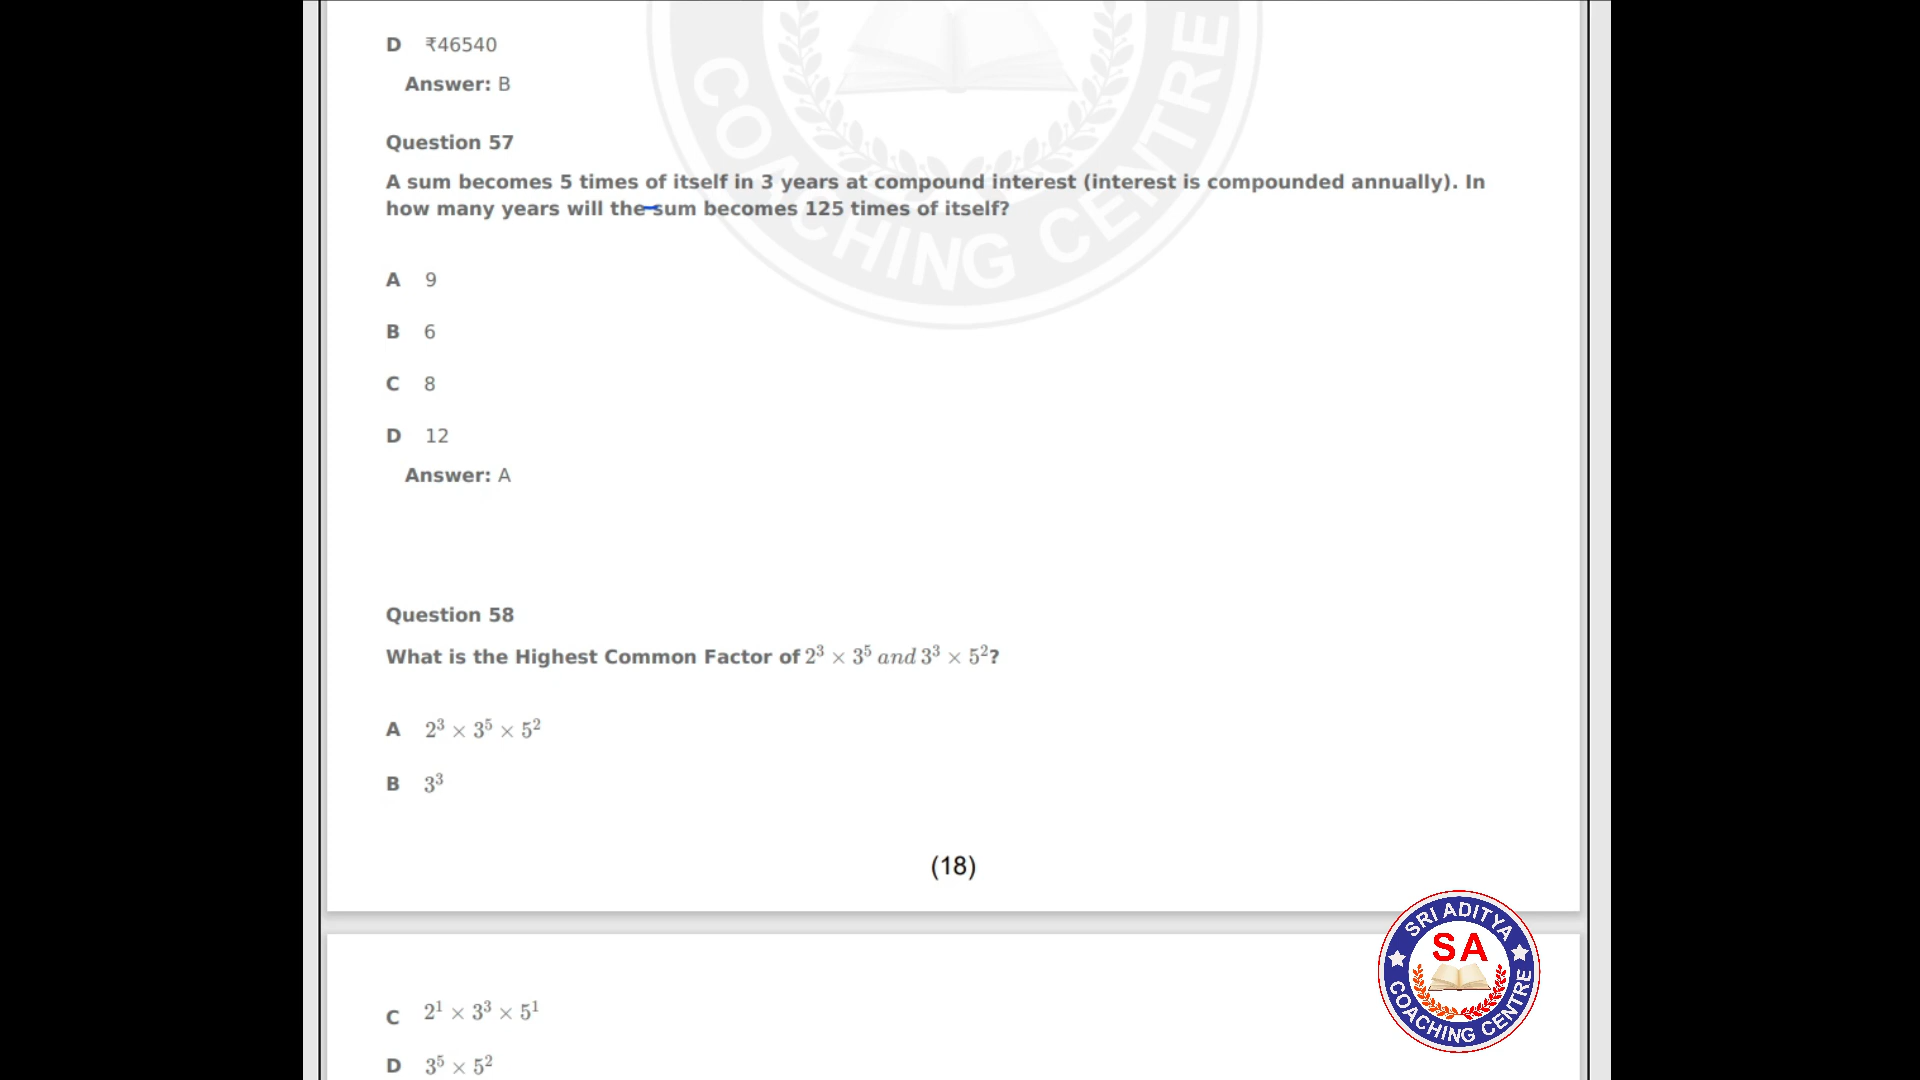 D ₹46540
Answer: B
Question 57
A sum becomes 5 times of itself in 3 years at compound interest (interest is compounded annually). In
how many years will the sum becomes 125 times of itself?
A 9
B 6
C 8
D 12
Answer: A
Question 58
What is the Highest Common Factor of 2³ × 3⁵ and 3³ × 5²?
A 2³ × 3⁵ × 5²
B 3³
(18)
C 2¹ × 3³ × 5¹
D 3⁵ × 5²
COACHING CENTRE
SRI ADITYA
SA
COACHING CENTRE